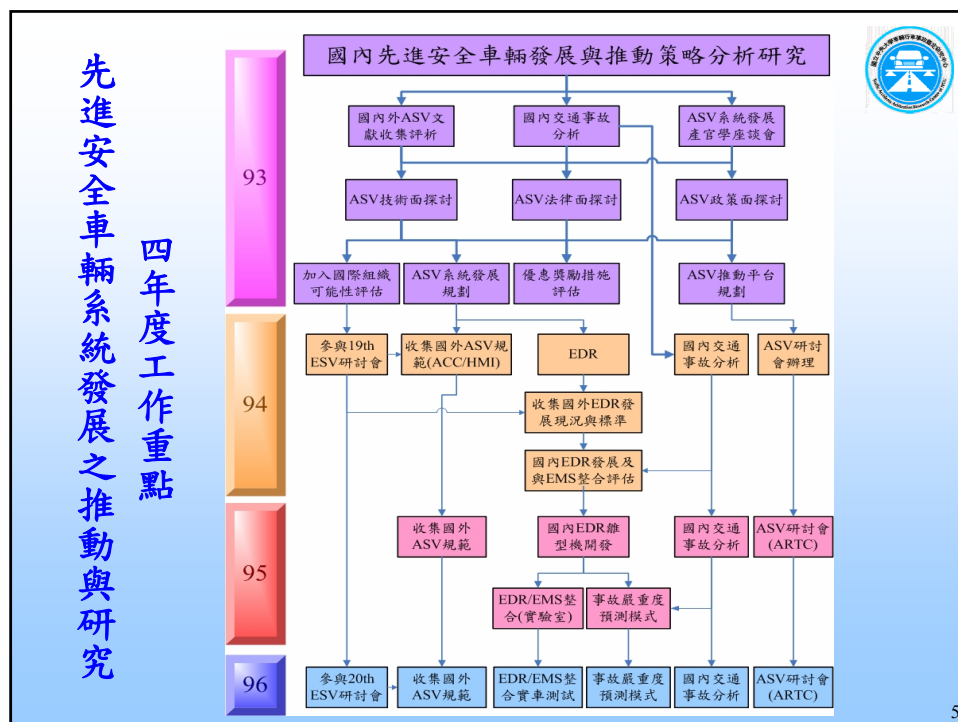 先進安全車輛系統發展之推動與研究
四年度工作重點
國內先進安全車輛發展與推動策略分析研究
93
國內外ASV文
獻收集評析
國內交通事故
分析
ASV系統發展
產官學座談會
ASV技術面探討
ASV法律面探討
ASV政策面探討
加入國際組織
可能性評估
ASV系統發展
規劃
優惠獎勵措施
評估
ASV推動平台
規劃
94
參與19th
ESV研討會
收集國外ASV規
範(ACC/HMI)
EDR
國內交通
事故分析
ASV研討
會辦理
收集國外EDR發
展現況與標準
國內EDR發展及
與EMS整合評估
95
收集國外
ASV規範
國內EDR雛
型機開發
國內交通
事故分析
ASV研討會
(ARTC)
EDR/EMS整
合(實驗室)
事故嚴重度
預測模式
96
參與20th
ESV研討會
收集國外
ASV規範
EDR/EMS整
合實車測試
事故嚴重度
預測模式
國內交通
事故分析
ASV研討會
(ARTC)
5